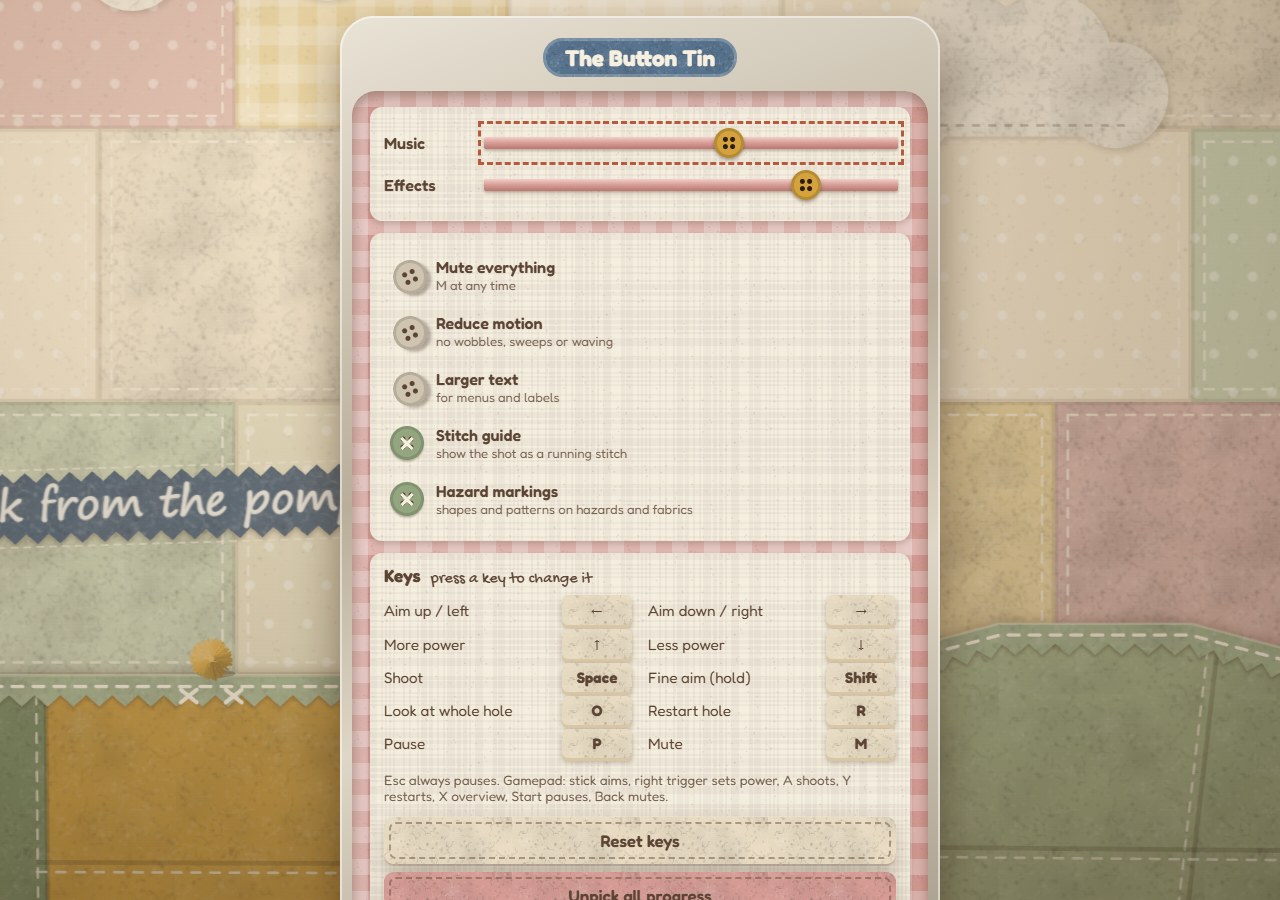 The Button Tin
Music
Effects
Mute everything
M at any time
Reduce motion
no wobbles, sweeps or waving
Larger text
for menus and labels
Stitch guide
show the shot as a running stitch
k from the pom
Hazard markings
shapes and patterns on hazards and fabrics
Keys press a key to change it
Aim up / left ← Aim down / right →
More power ↑ Less power ↓
Shoot Space Fine aim (hold) Shift
Look at whole hole O Restart hole R
Pause P Mute M
Esc always pauses. Gamepad: stick aims, right trigger sets power, A shoots, Y
restarts, X overview, Start pauses, Back mutes.
Reset keys
Unpick all progress